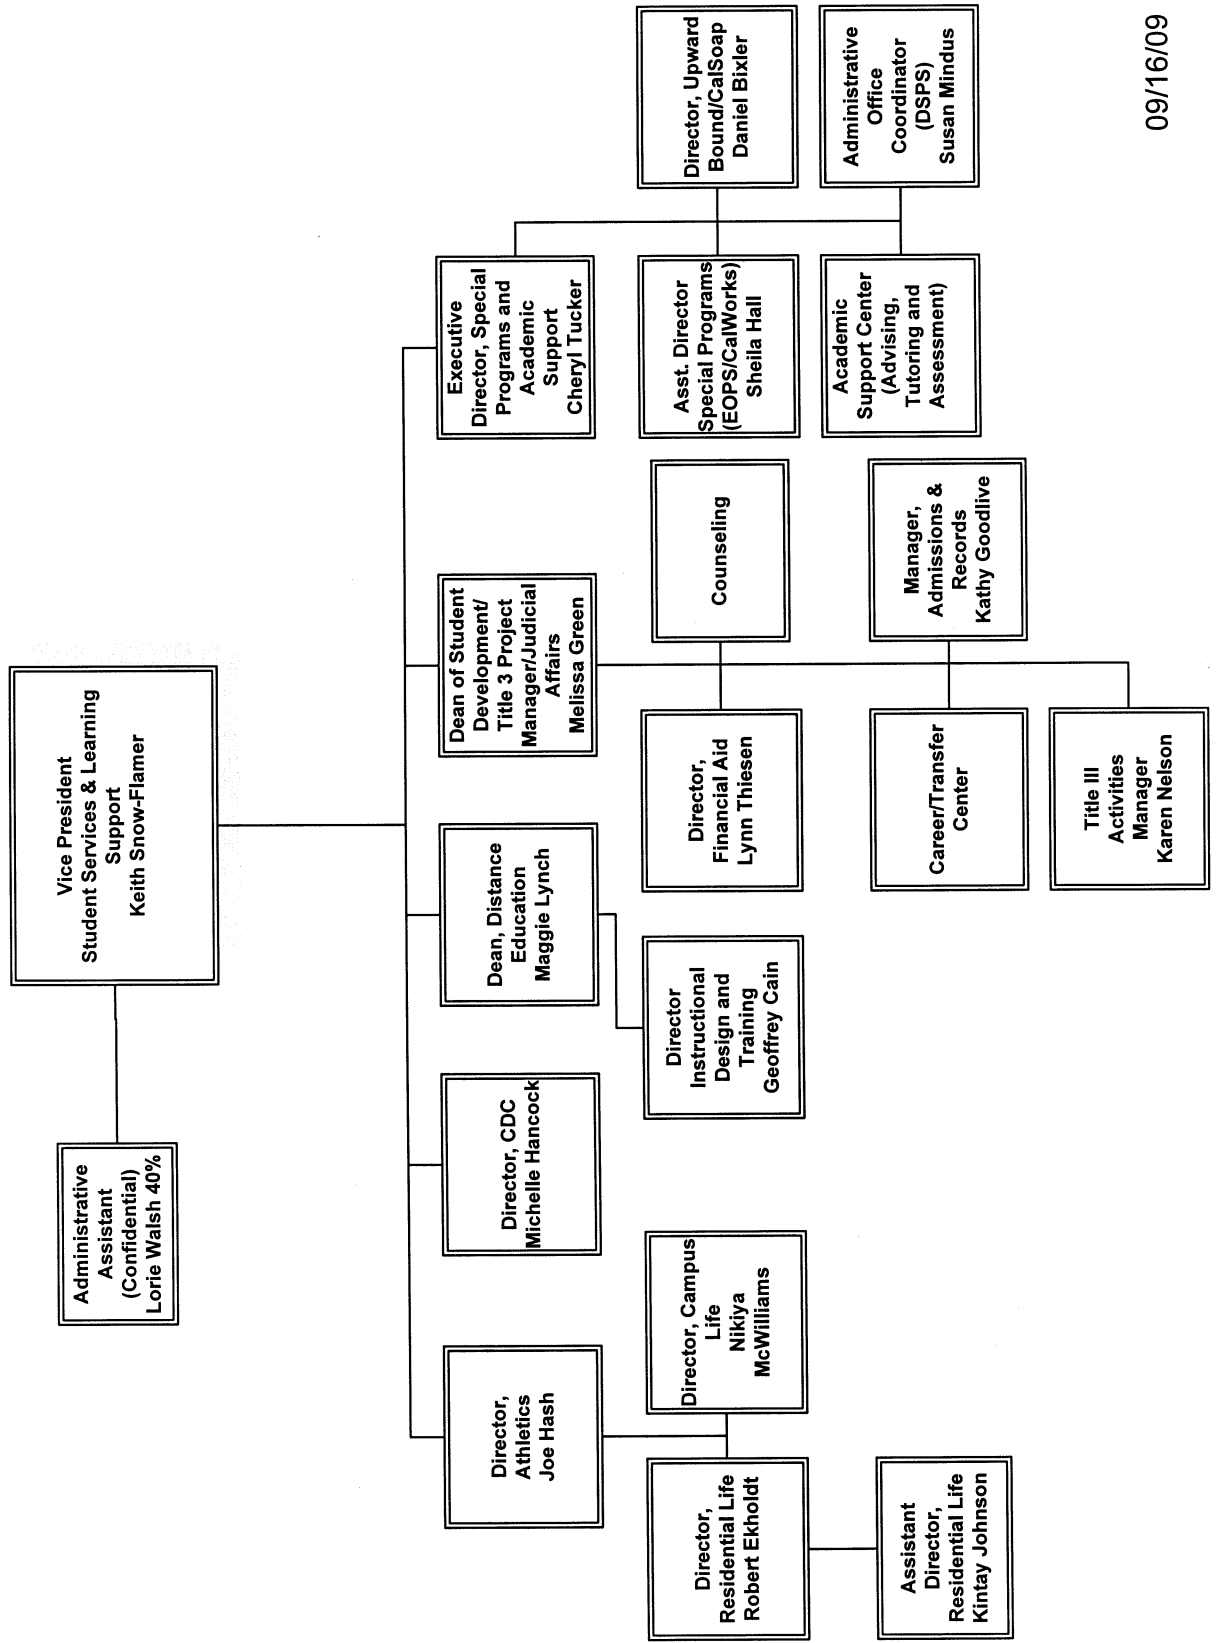 Vice President
Student Services & Learning
Support
Keith Snow-Flamer
Administrative
Assistant
(Confidential)
Lorie Walsh 40%
Director,
Athletics
Joe Hash
Director, CDC
Michelle Hancock
Dean, Distance
Education
Maggie Lynch
Dean of Student
Development/
Title 3 Project
Manager/Judicial
Affairs
Melissa Green
Executive
Director, Special
Programs and
Academic
Support
Cheryl Tucker
Director,
Residential Life
Robert Ekholdt
Director, Campus
Life
Nikiya
McWilliams
Director
Instructional
Design and
Training
Geoffrey Cain
Director,
Financial Aid
Lynn Thiesen
Counseling
Asst. Director
Special Programs
(EOPS/CalWorks)
Sheila Hall
Director, Upward
Bound/CalSoap
Daniel Bixler
Assistant
Director,
Residential Life
Kintay Johnson
Career/Transfer
Center
Manager,
Admissions &
Records
Kathy Goodlive
Academic
Support Center
(Advising,
Tutoring and
Assessment)
Administrative
Office
Coordinator
(DSPS)
Susan Mindus
Title III
Activities
Manager
Karen Nelson
09/16/09